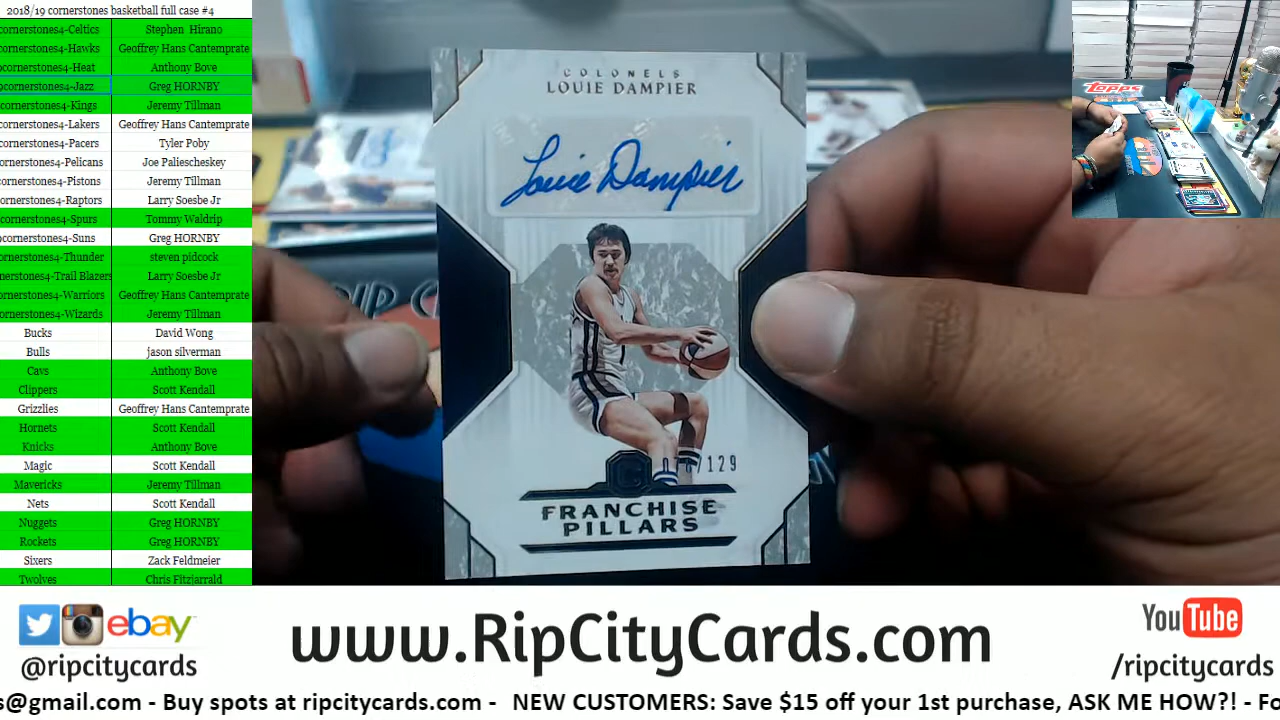 2018/19 cornerstones basketball full case #4
cornerstones4-Celtics Stephen Hirano
cornerstones4-Hawks Geoffrey Hans Cantemprate
cornerstones4-Heat Anthony Bove
cornerstones4-Jazz Greg HORNBY
cornerstones4-Kings Jeremy Tillman
cornerstones4-Lakers Geoffrey Hans Cantemprate
cornerstones4-Pacers Tyler Poby
cornerstones4-Pelicans Joe Paliescheskey
cornerstones4-Pistons Jeremy Tillman
cornerstones4-Raptors Larry Soesbe Jr
cornerstones4-Spurs Tommy Waldrip
cornerstones4-Suns Greg HORNBY
cornerstones4-Thunder steven pidcock
cornerstones4-Trail Blazers Larry Soesbe Jr
cornerstones4-Warriors Geoffrey Hans Cantemprate
cornerstones4-Wizards Jeremy Tillman
Bucks David Wong
Bulls jason silverman
Cavs Anthony Bove
Clippers Scott Kendall
Grizzlies Geoffrey Hans Cantemprate
Hornets Scott Kendall
Knicks Anthony Bove
Magic Scott Kendall
Mavericks Jeremy Tillman
Nets Scott Kendall
Nuggets Greg HORNBY
Rockets Greg HORNBY
Sixers Zack Feldmeier
Twolves Chris Fitzjarrald
COLONELS
LOUIE DAMPIER
Louie Dampier
/129
FRANCHISE
PILLARS
RIP
Topps
ebay
@ripcitycards
www.RipCityCards.com
YouTube
/ripcitycards
s@gmail.com - Buy spots at ripcitycards.com - NEW CUSTOMERS: Save $15 off your 1st purchase, ASK ME HOW?! - Fo